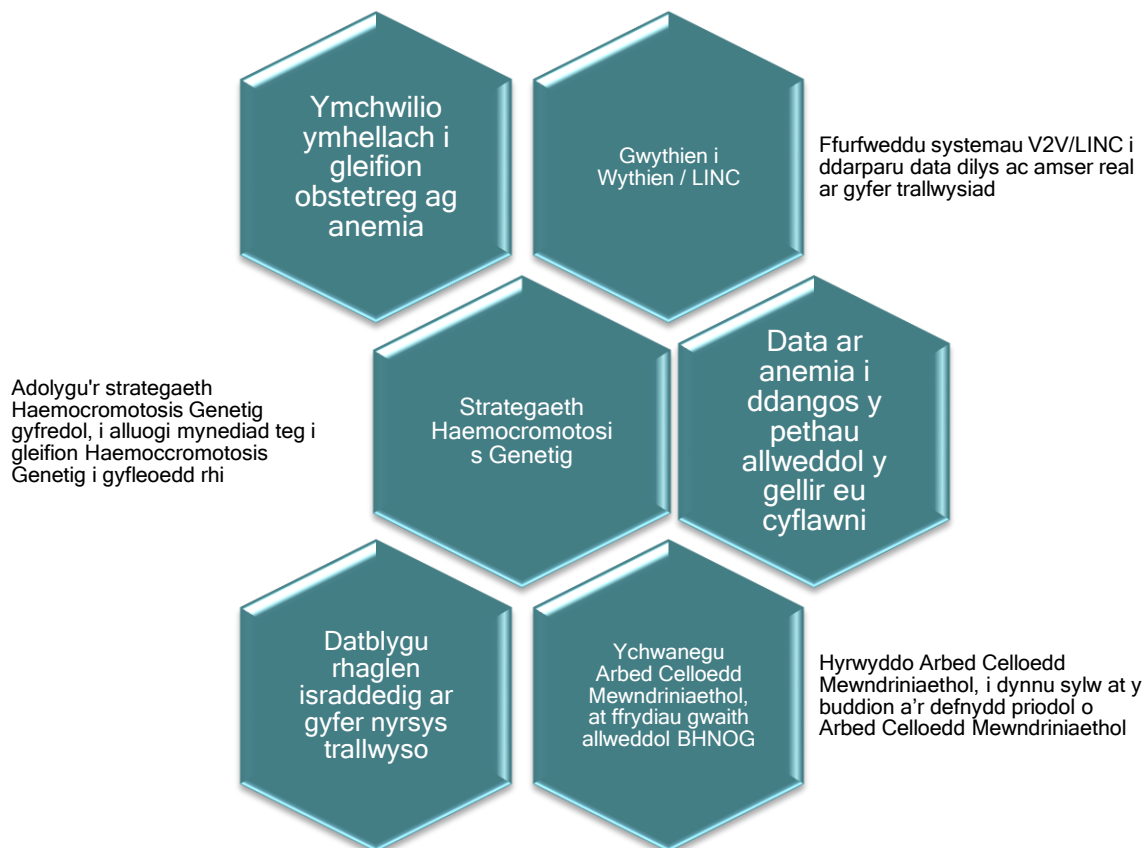 Ymchwilio
ymhellach i
gleifion
obstetreg ag
anemia
Gwythien i
Wythien / LINC
Ffurfweddu systemau V2V/LINC i
ddarparu data dilys ac amser real
ar gyfer trallwysiad
Adolygu'r strategaeth
Haemocromotosis Genetig
gyfredol, i alluogi mynediad teg i
gleifion Haemoccromotosis
Genetig i gyfleoedd rhi
Strategaeth
Haemocromotosi
s Genetig
Data ar
anemia i
ddangos y
pethau
allweddol y
gellir eu
cyflawni
Datblygu
rhaglen
israddedig ar
gyfer nyrsys
trallwyso
Ychwanegu
Arbed Celloedd
Mewndriniaethol,
at ffrydiau gwaith
allweddol BHNOG
Hyrwyddo Arbed Celloedd
Mewndriniaethol, i dynnu sylw at y
buddion a’r defnydd priodol o
Arbed Celloedd Mewndriniaethol